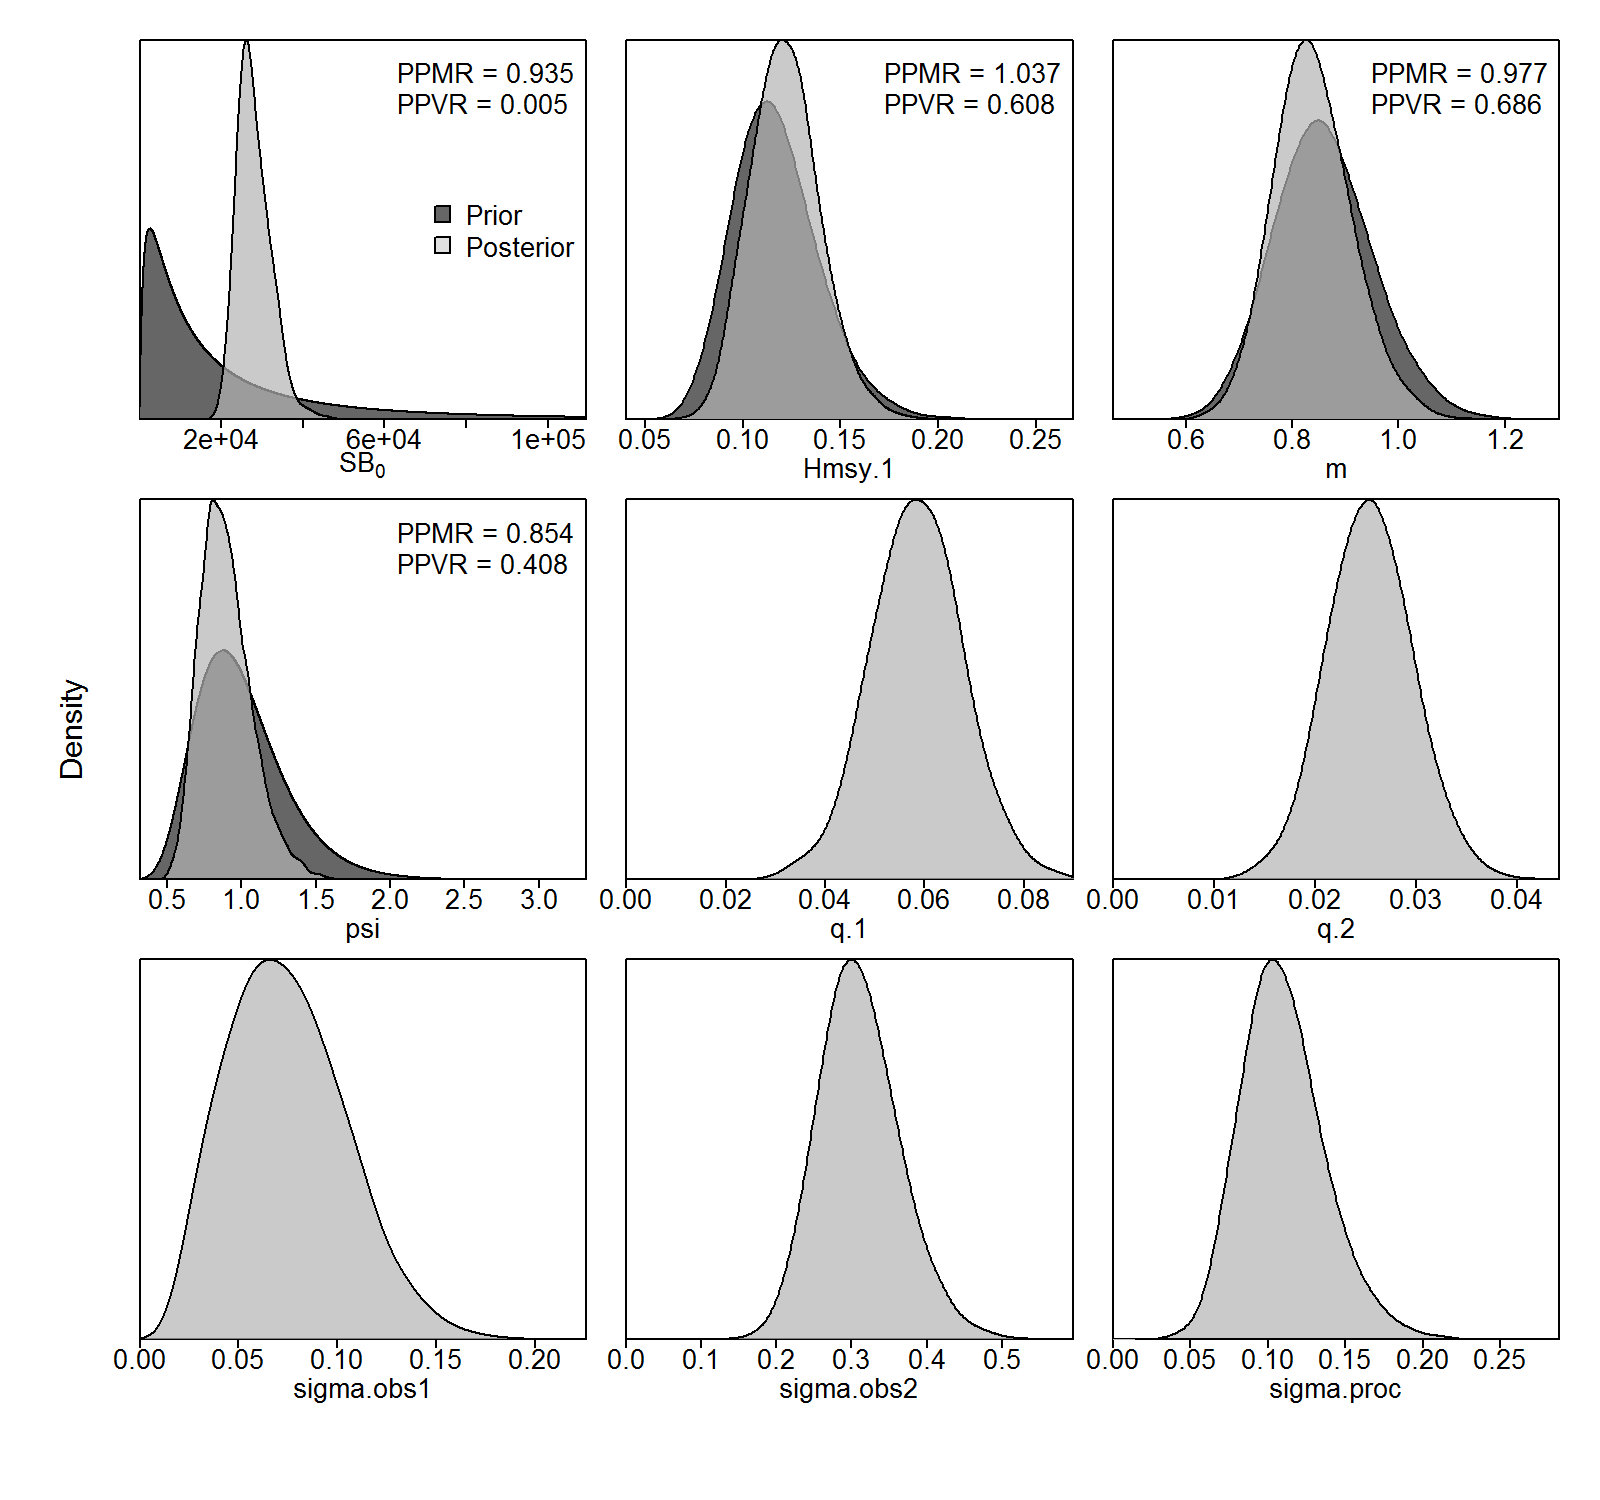 PPMR = 0.935
PPVR = 0.005
Prior
Posterior
2e+04 6e+04 1e+05
SB0
PPMR = 1.037
PPVR = 0.608
0.05 0.10 0.15 0.20 0.25
Hmsy.1
PPMR = 0.977
PPVR = 0.686
0.6 0.8 1.0 1.2
m
Density
PPMR = 0.854
PPVR = 0.408
0.5 1.0 1.5 2.0 2.5 3.0
psi
0.00 0.02 0.04 0.06 0.08
q.1
0.00 0.01 0.02 0.03 0.04
q.2
0.00 0.05 0.10 0.15 0.20
sigma.obs1
0.0 0.1 0.2 0.3 0.4 0.5
sigma.obs2
0.00 0.05 0.10 0.15 0.20 0.25
sigma.proc